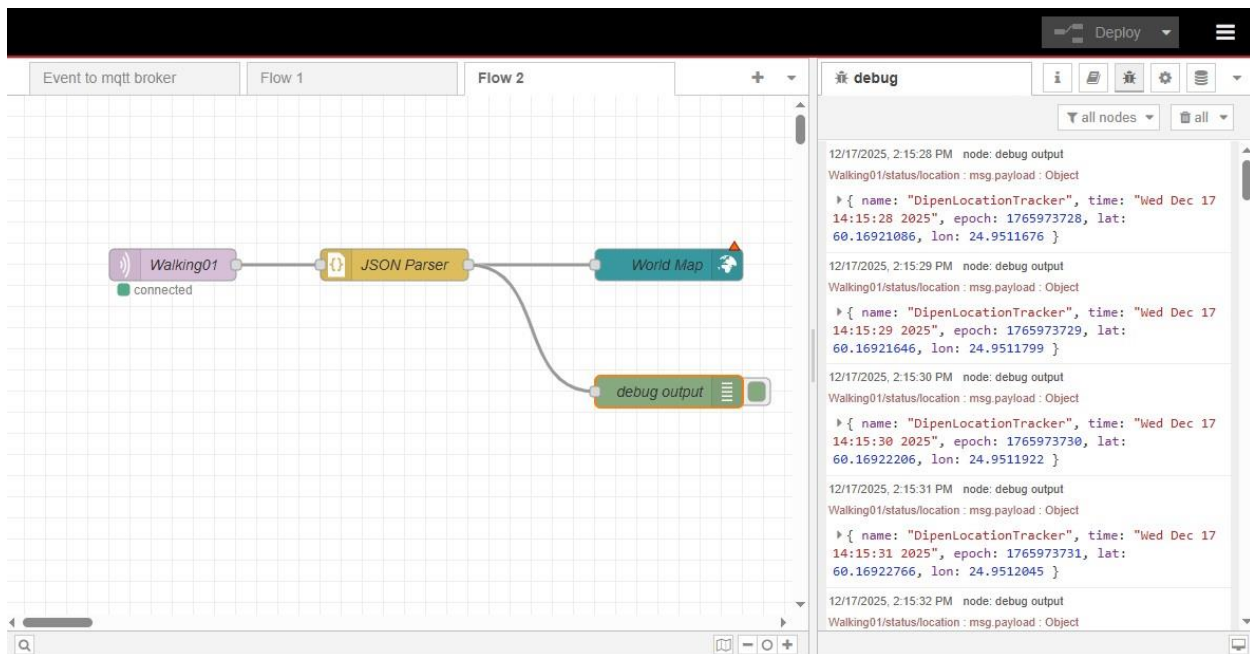 Deploy
Event to mqtt broker
Flow 1
Flow 2
debug
i
all nodes
all
Walking01
connected
{} JSON Parser
World Map
debug output
12/17/2025, 2:15:28 PM node: debug output
Walking01/status/location : msg.payload : Object
{ name: "DipenLocationTracker", time: "Wed Dec 17
14:15:28 2025", epoch: 1765973728, lat:
60.16921086, lon: 24.9511676 }
12/17/2025, 2:15:29 PM node: debug output
Walking01/status/location : msg.payload : Object
{ name: "DipenLocationTracker", time: "Wed Dec 17
14:15:29 2025", epoch: 1765973729, lat:
60.16921646, lon: 24.9511799 }
12/17/2025, 2:15:30 PM node: debug output
Walking01/status/location : msg.payload : Object
{ name: "DipenLocationTracker", time: "Wed Dec 17
14:15:30 2025", epoch: 1765973730, lat:
60.16922206, lon: 24.9511922 }
12/17/2025, 2:15:31 PM node: debug output
Walking01/status/location : msg.payload : Object
{ name: "DipenLocationTracker", time: "Wed Dec 17
14:15:31 2025", epoch: 1765973731, lat:
60.16922766, lon: 24.9512045 }
12/17/2025, 2:15:32 PM node: debug output
Walking01/status/location : msg.payload : Object